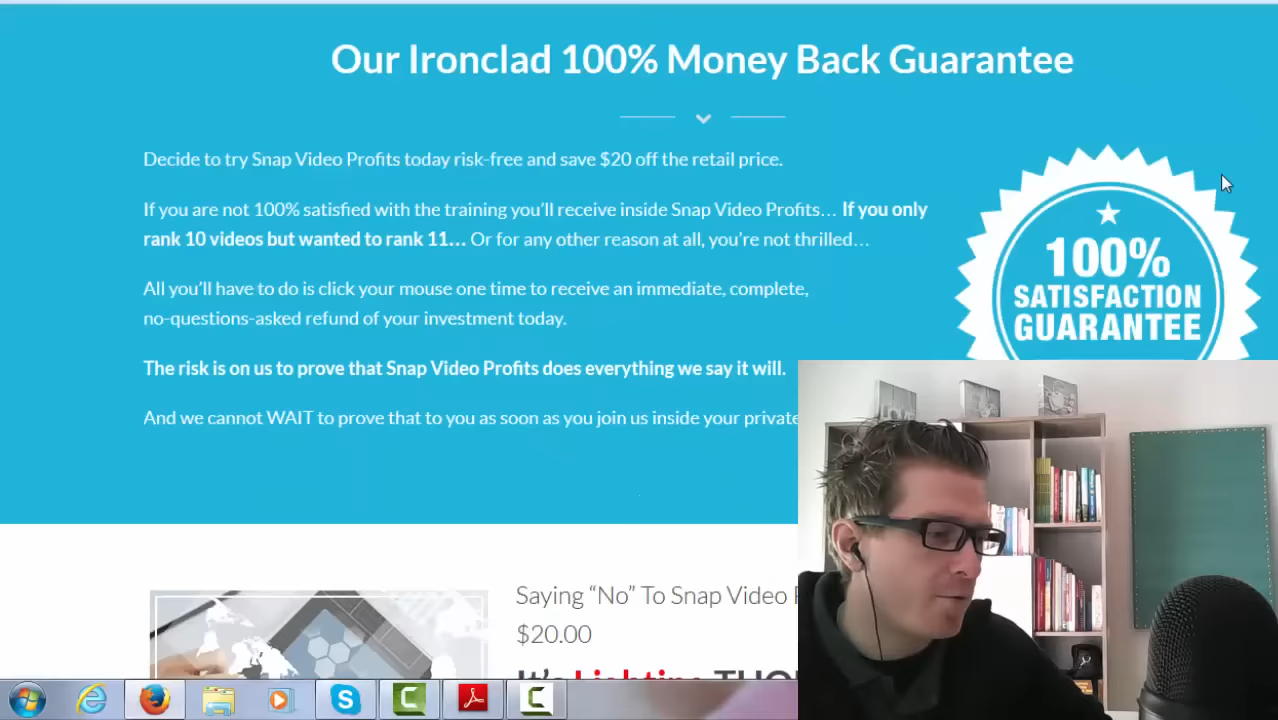 Our Ironclad 100% Money Back Guarantee
Decide to try Snap Video Profits today risk-free and save $20 off the retail price.
If you are not 100% satisfied with the training you'll receive inside Snap Video Profits… If you only
rank 10 videos but wanted to rank 11… Or for any other reason at all, you're not thrilled…
All you'll have to do is click your mouse one time to receive an immediate, complete,
no-questions-asked refund of your investment today.
The risk is on us to prove that Snap Video Profits does everything we say it will.
And we cannot WAIT to prove that to you as soon as you join us inside your private
100%
SATISFACTION
GUARANTEE
Saying “No” To Snap Video
$20.00
It's